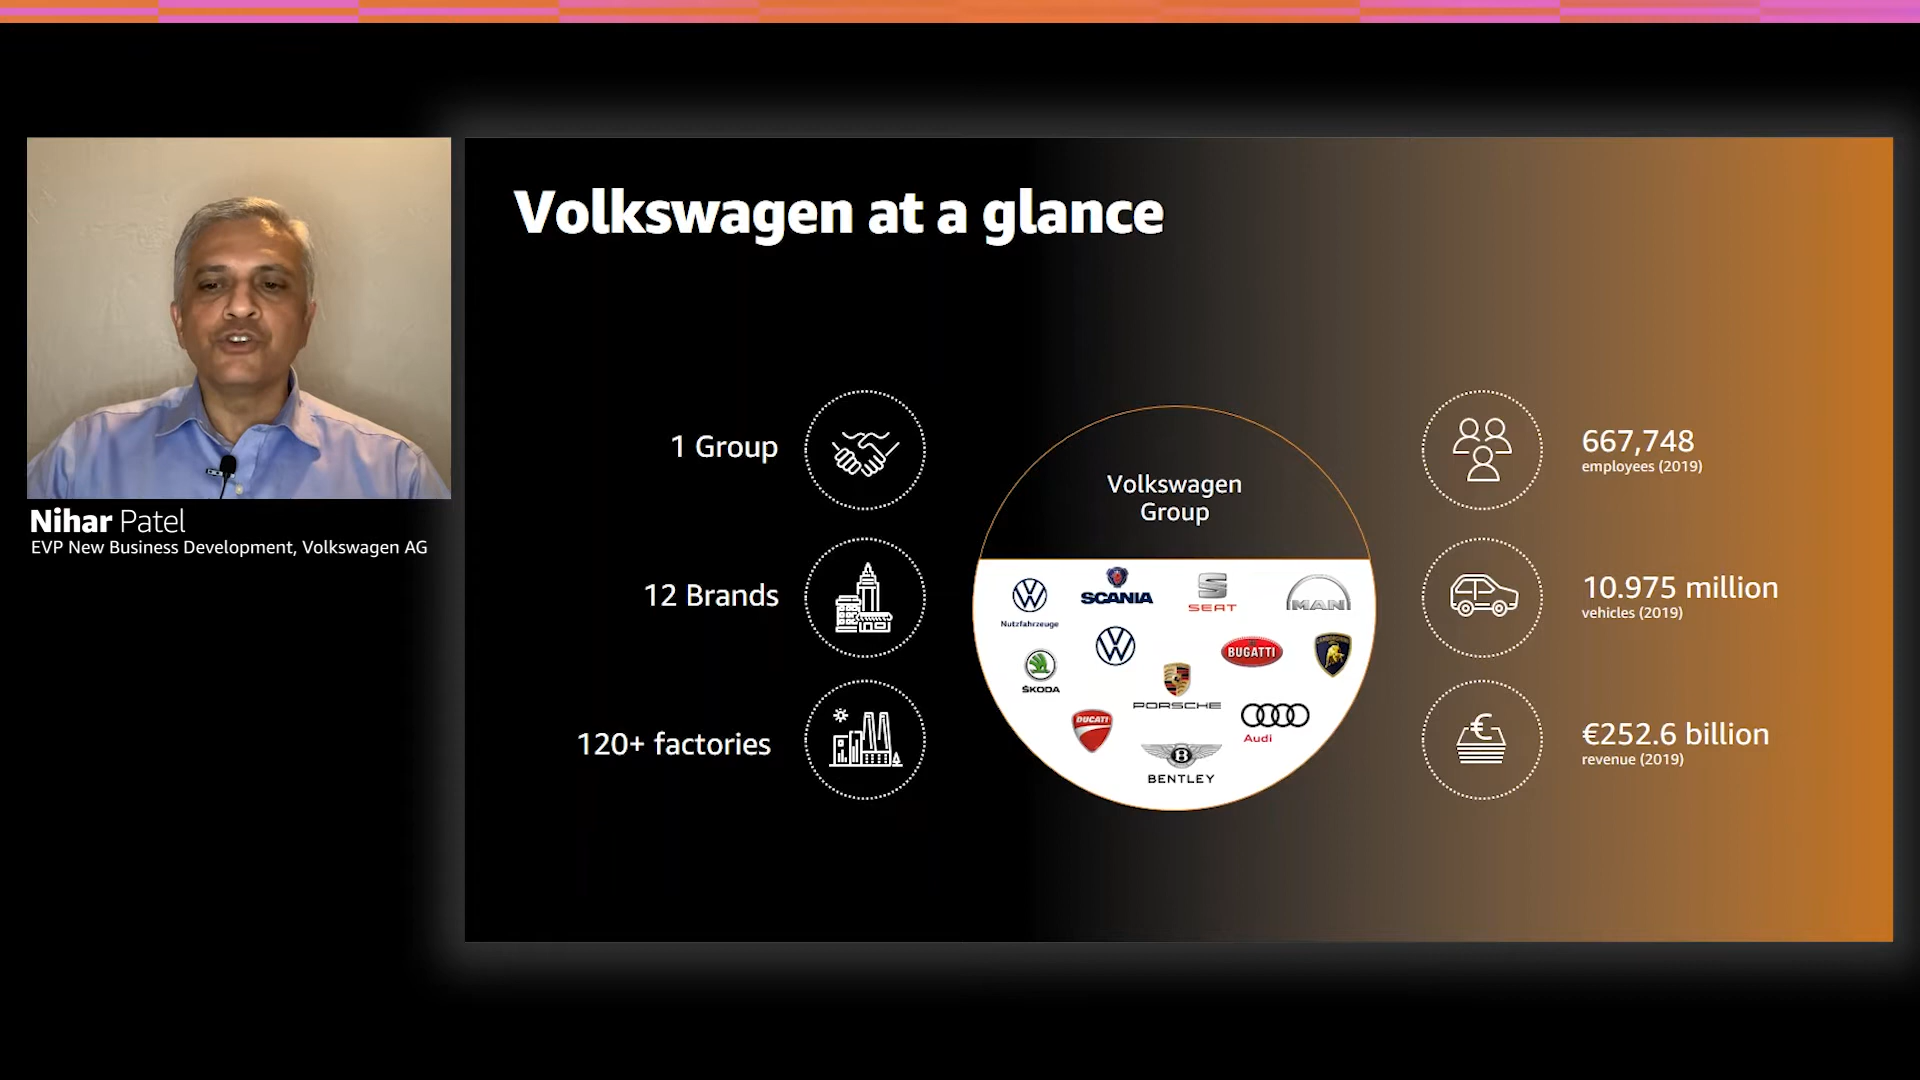 Volkswagen at a glance
Nihar Patel
EVP New Business Development, Volkswagen AG
1 Group
12 Brands
120+ factories
Volkswagen
Group
Nutzfahrzeuge
SCANIA
SEAT
MAN
ŠKODA
BUGATTI
LAMBORGHINI
PORSCHE
DUCATI
Audi
B
BENTLEY
667,748
employees (2019)
10.975 million
vehicles (2019)
€252.6 billion
revenue (2019)